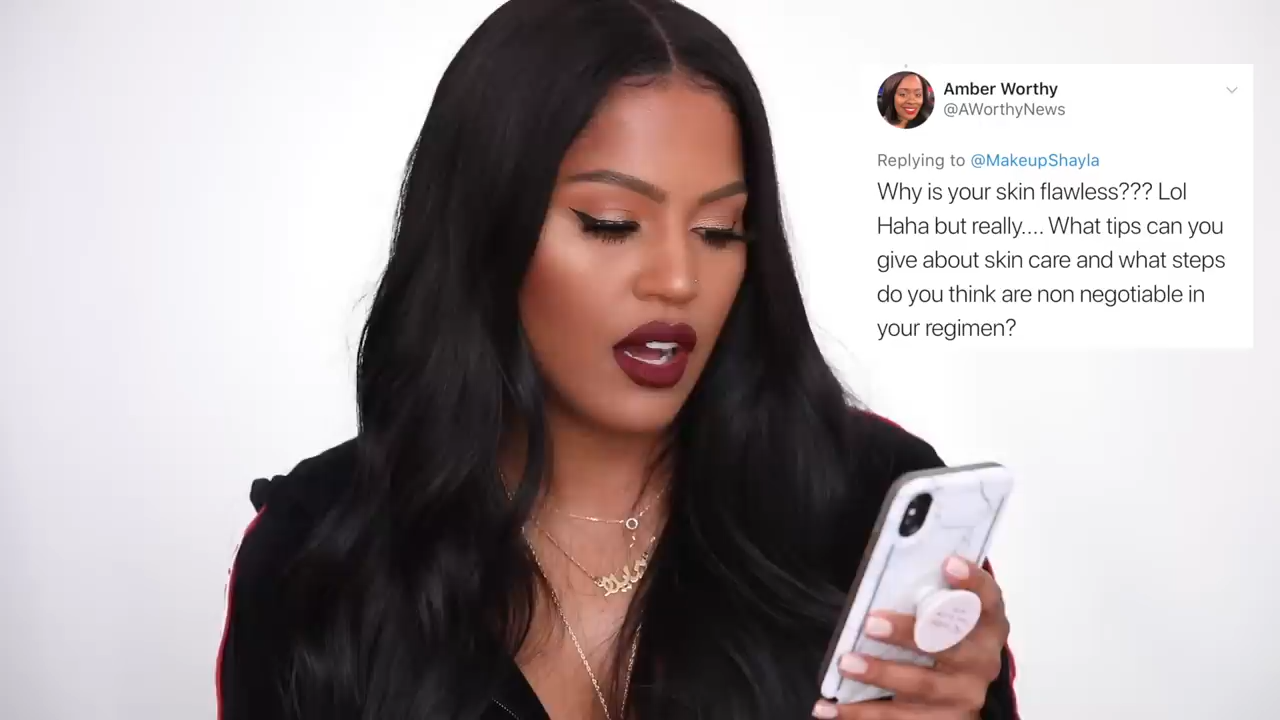 Amber Worthy
@AWorthyNews
Replying to @MakeupShayla
Why is your skin flawless??? Lol
Haha but really.... What tips can you
give about skin care and what steps
do you think are non negotiable in
your regimen?